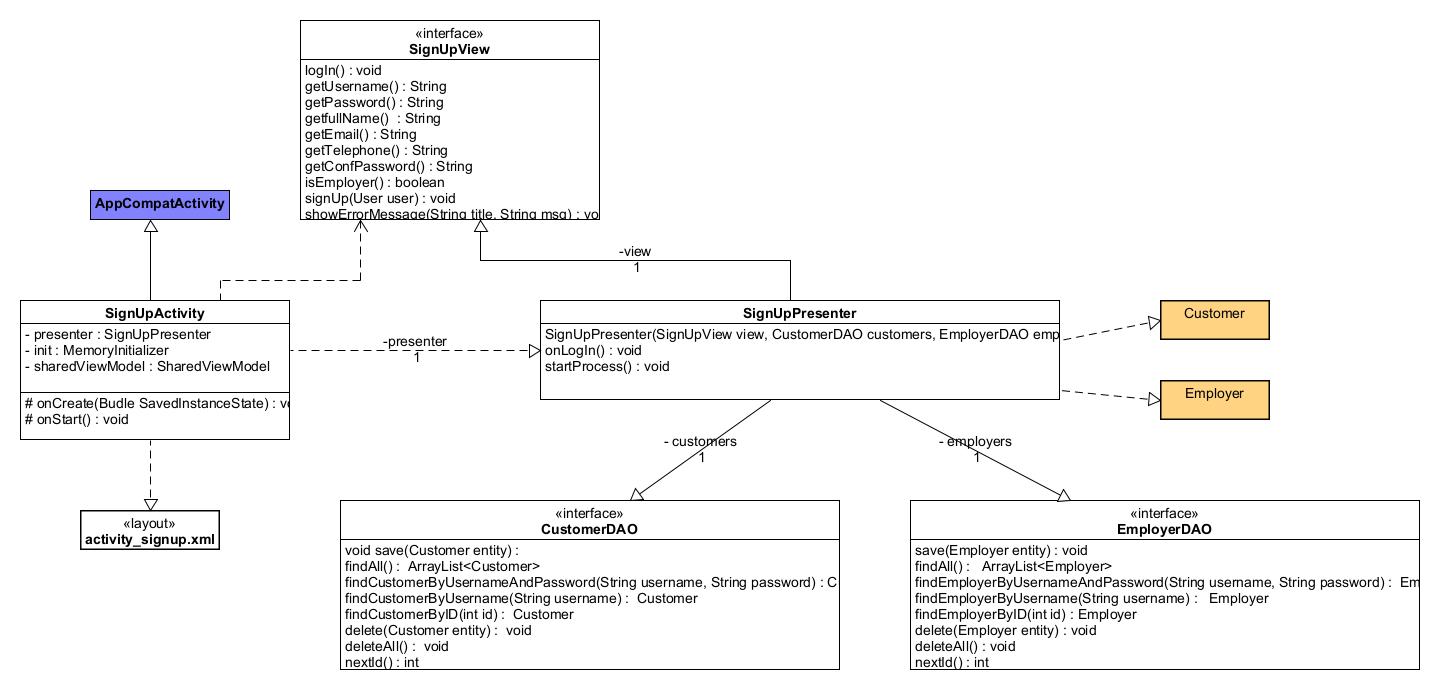 «interface»
SignUpView
logIn() : void
getUsername() : String
getPassword() : String
getfullName()  : String
getEmail() : String
getTelephone() : String
getConfPassword() : String
isEmployer() : boolean
signUp(User user) : void
showErrorMessage(String title, String msg) : vo
AppCompatActivity
-view
1
SignUpActivity
- presenter : SignUpPresenter
- init : MemoryInitializer
- sharedViewModel : SharedViewModel
# onCreate(Budle SavedInstanceState) : v
# onStart() : void
-presenter
1
SignUpPresenter
SignUpPresenter(SignUpView view, CustomerDAO customers, EmployerDAO emp
onLogIn() : void
startProcess() : void
Customer
Employer
- customers
1
- employers
1
«layout»
activity_signup.xml
«interface»
CustomerDAO
void save(Customer entity) :
findAll() :  ArrayList<Customer>
findCustomerByUsernameAndPassword(String username, String password) : C
findCustomerByUsername(String username) :  Customer
findCustomerByID(int id) :  Customer
delete(Customer entity) :  void
deleteAll() :  void
nextId() : int
«interface»
EmployerDAO
save(Employer entity) : void
findAll() :   ArrayList<Employer>
findEmployerByUsernameAndPassword(String username, String password) :  Em
findEmployerByUsername(String username) :   Employer
findEmployerByID(int id) : Employer
delete(Employer entity) : void
deleteAll() : void
nextId() : int